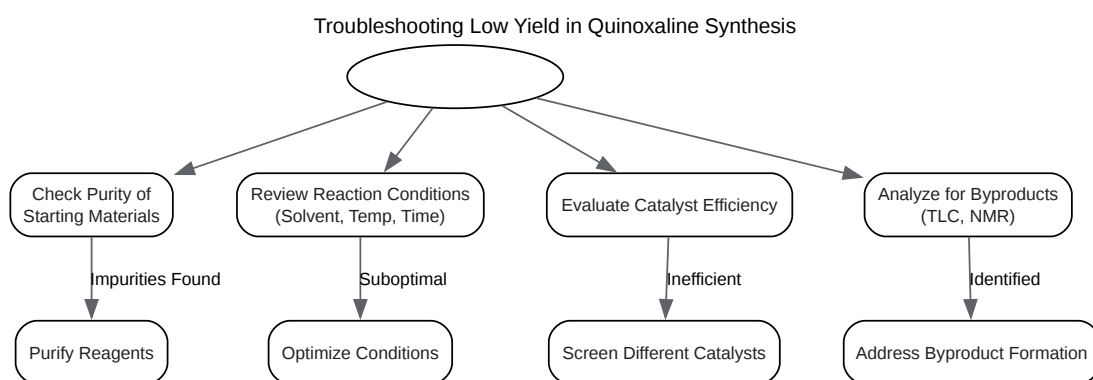 Troubleshooting Low Yield in Quinoxaline Synthesis
Check Purity of
Starting Materials
Review Reaction Conditions
(Solvent, Temp, Time)
Evaluate Catalyst Efficiency
Analyze for Byproducts
(TLC, NMR)
Impurities Found
Suboptimal
Inefficient
Identified
Purify Reagents
Optimize Conditions
Screen Different Catalysts
Address Byproduct Formation